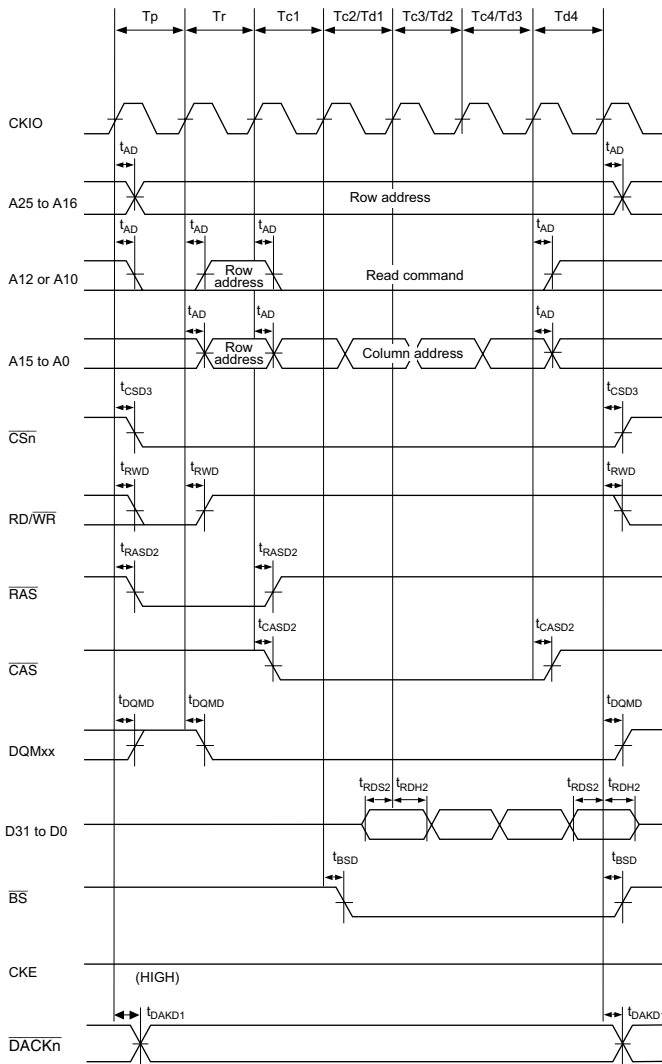 Tp Tr Tc1 Tc2/Td1 Tc3/Td2 Tc4/Td3 Td4
CKIO
tAD tAD
A25 to A16 Row address
tAD tAD tAD tAD
A12 or A10 Row address Read command
tAD tAD tAD
A15 to A0 Row address Column address
tCSD3 tCSD3
CSn
tRWD tRWD tRWD
RD/WR
tRASD2 tRASD2
RAS
tCASD2 tCASD2
CAS
tDQMD tDQMD tDQMD
DQMxx
tRDS2 tRDH2 tRDS2 tRDH2
D31 to D0
tBSD tBSD
BS
CKE
(HIGH)
tDAKD1 tDAKD1
DACKn